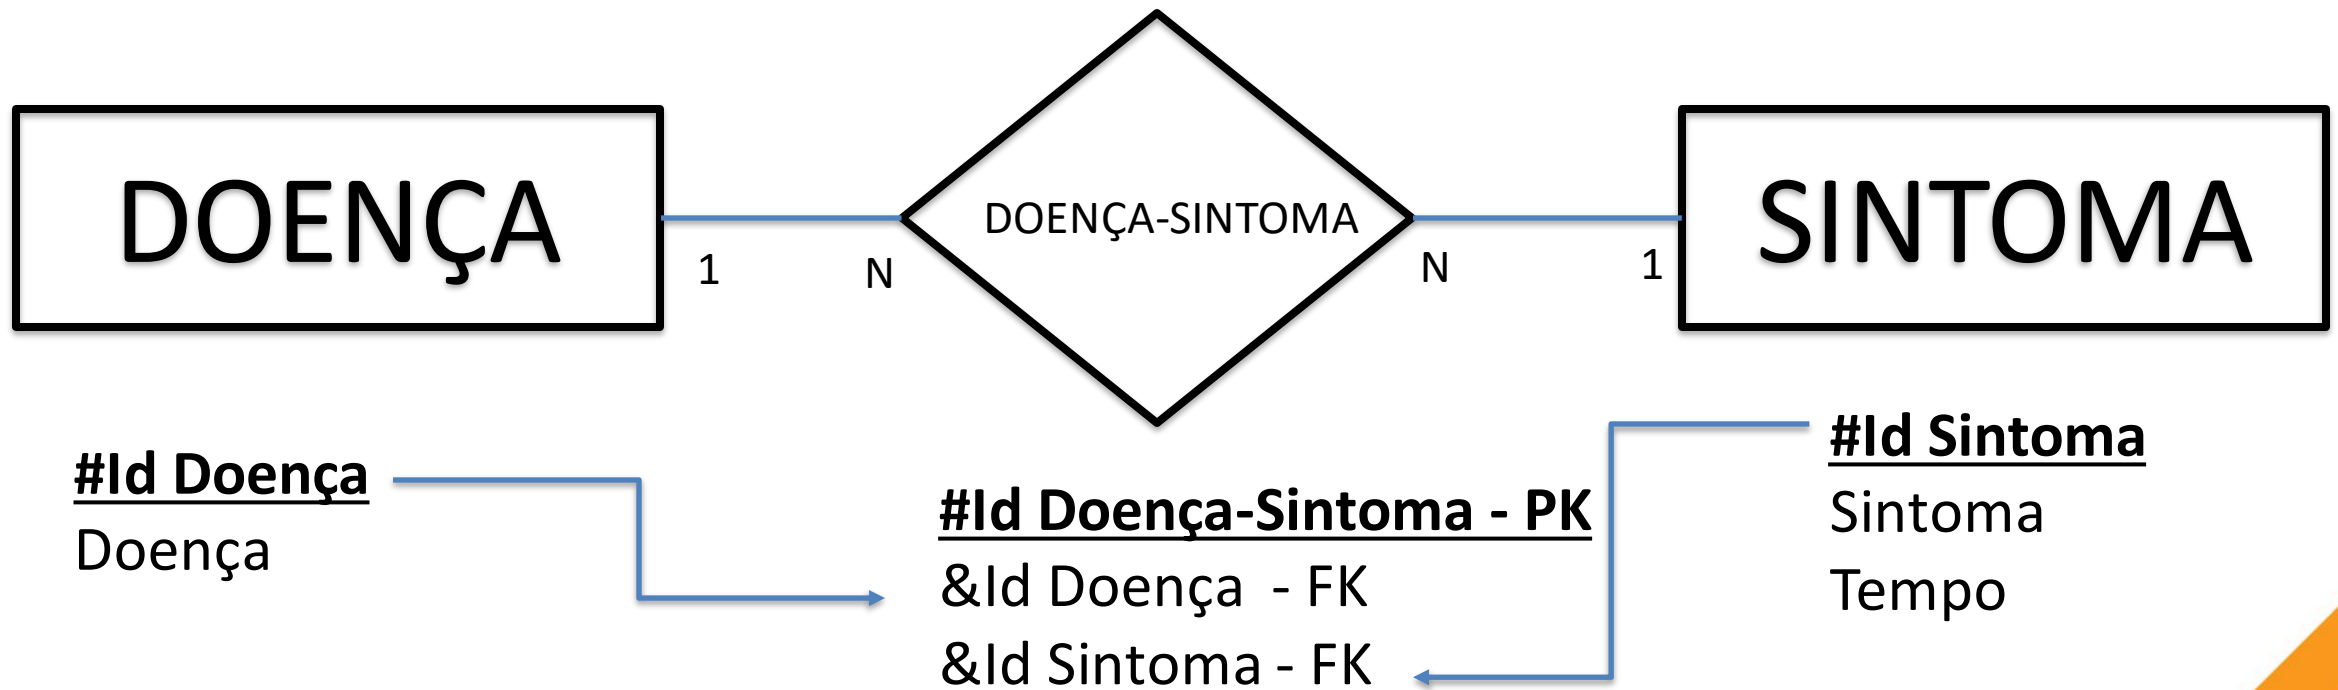 DOENÇA
DOENÇA-SINTOMA
SINTOMA
1
N
N
1
#Id Doença
Doença
#Id Doença-Sintoma - PK
&Id Doença - FK
&Id Sintoma - FK
#Id Sintoma
Sintoma
Tempo